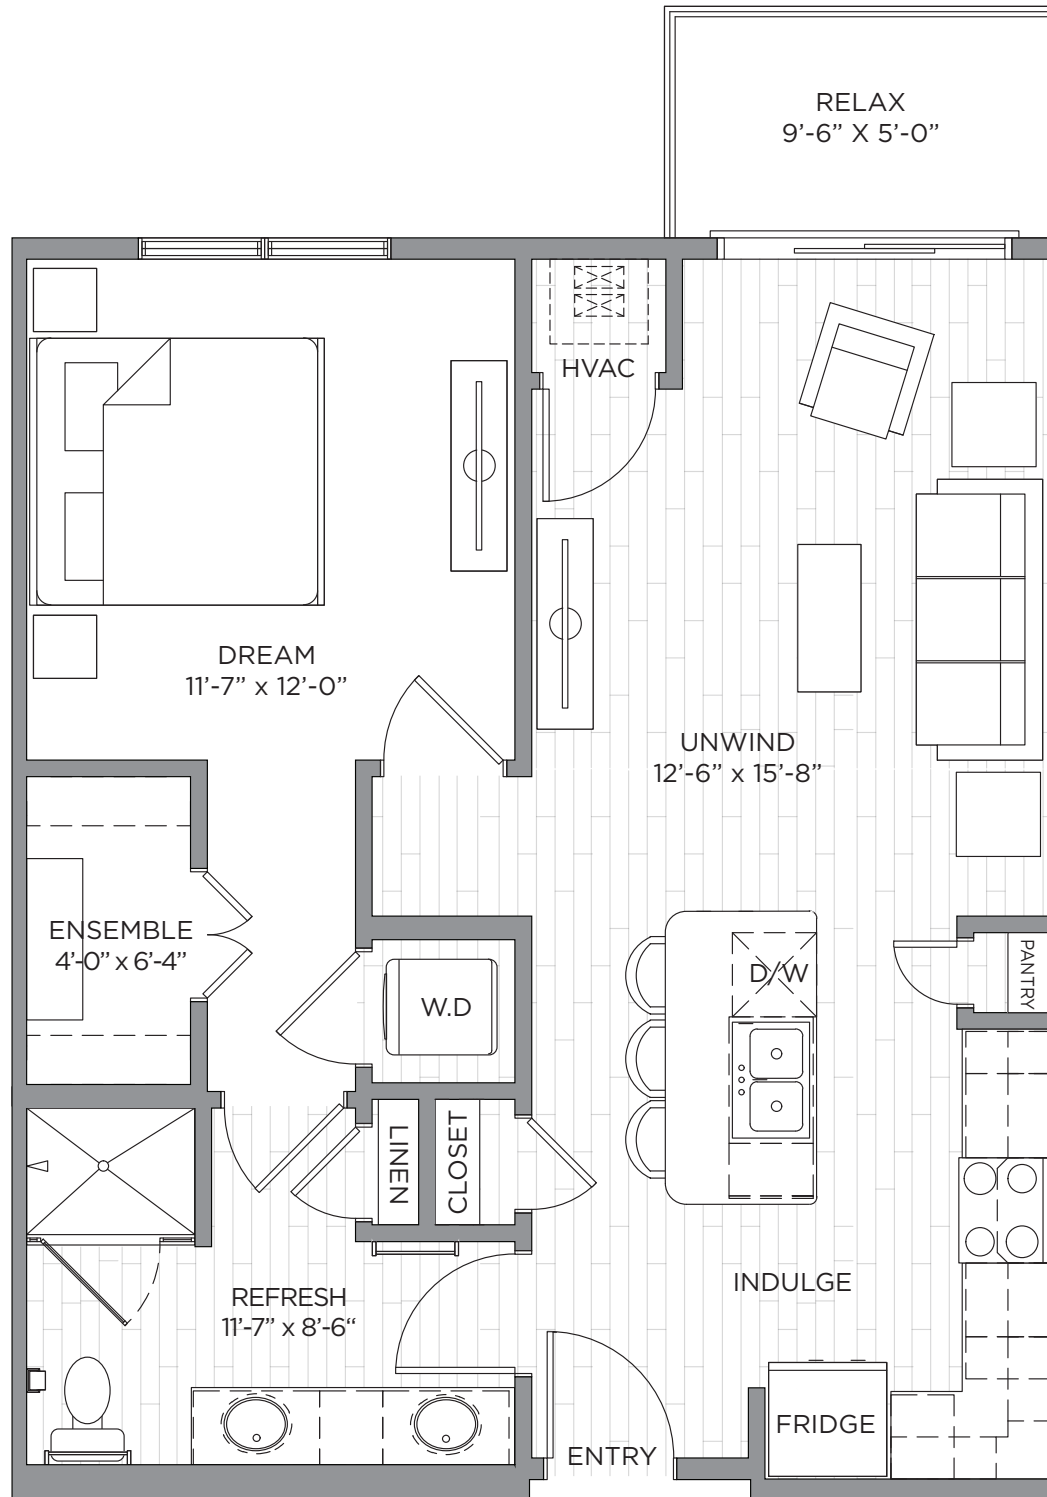 RELAX
9’-6” X 5’-0”
HVAC
DREAM
11’-7” x 12’-0”
UNWIND
12’-6” x 15’-8”
ENSEMBLE
4’-0” x 6’-4”
W.D
D/W
PANTRY
LINEN
CLOSET
REFRESH
11’-7” x 8’-6“
INDULGE
FRIDGE
ENTRY